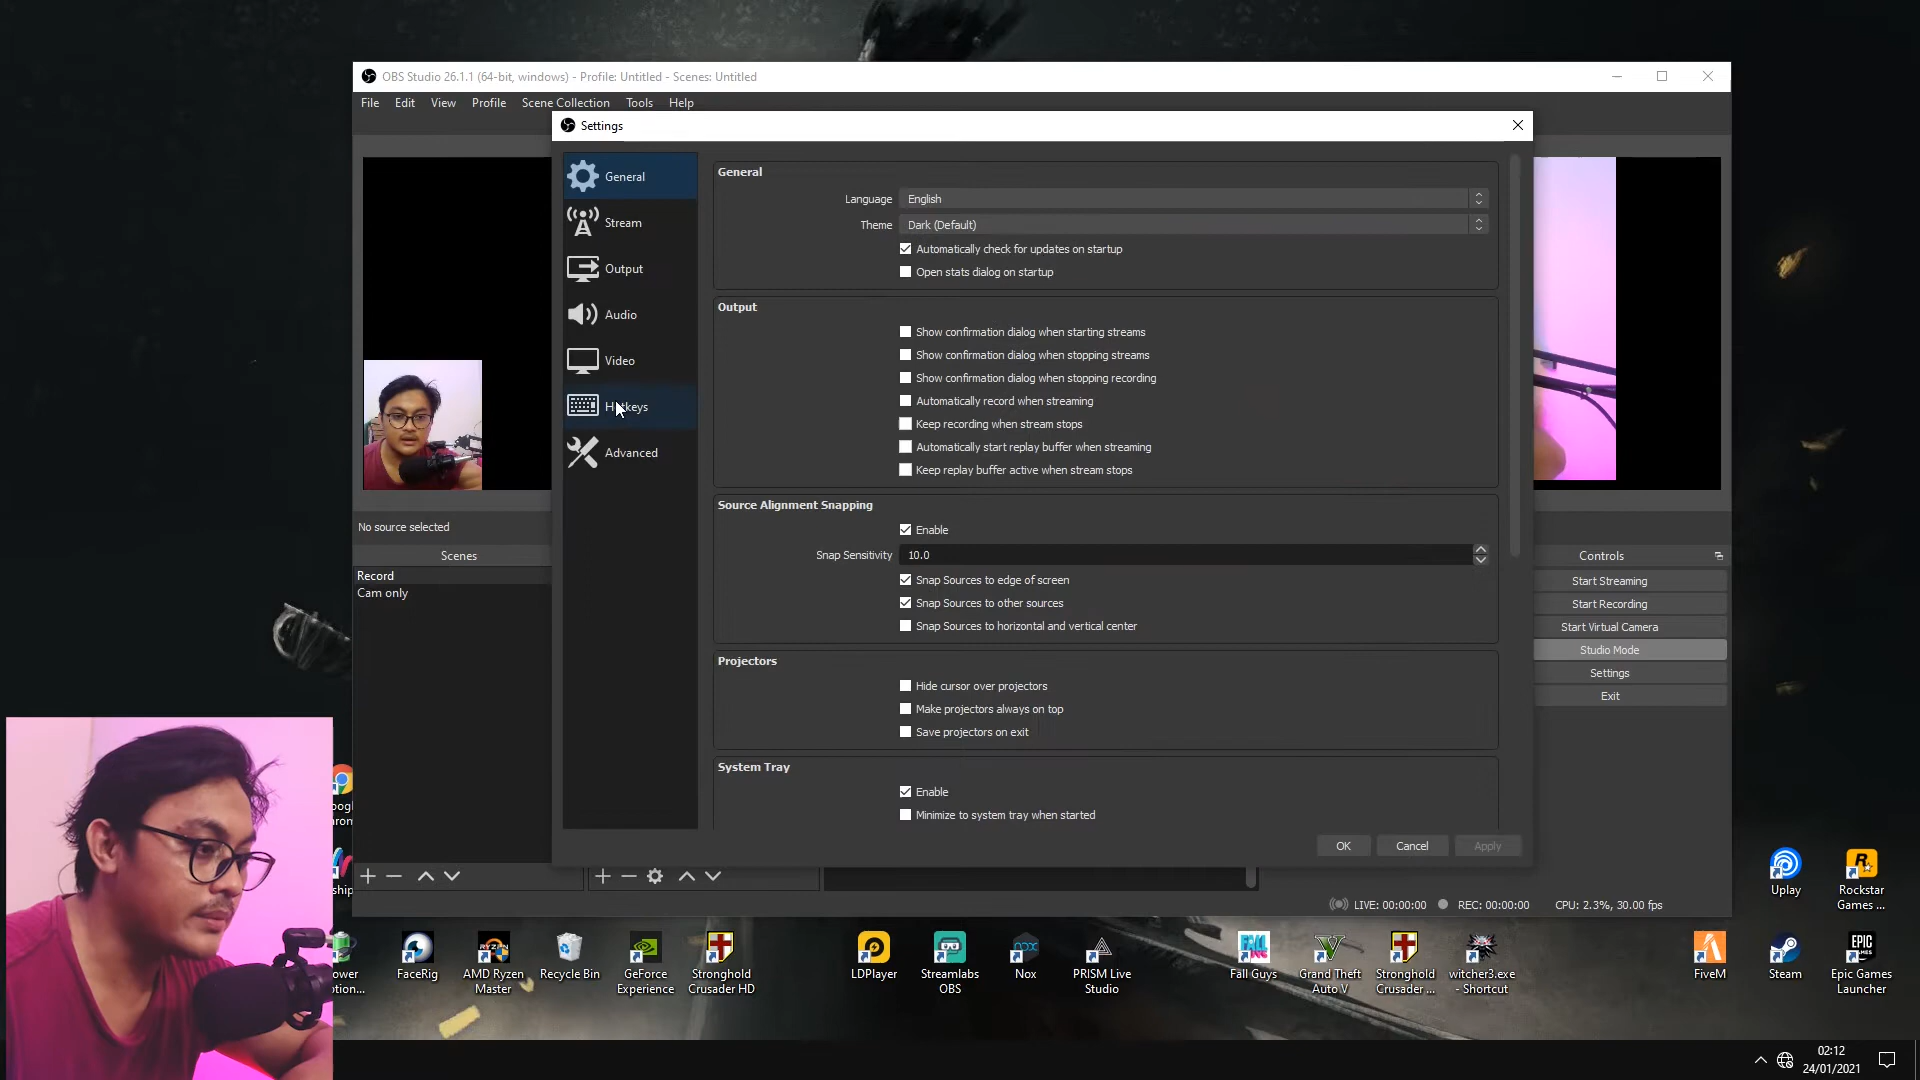 OBS Studio 26.1.1 (64-bit, windows) - Profile: Untitled - Scenes: Untitled
File Edit View Profile Scene Collection Tools Help
Settings
General
Stream
Output
Audio
Video
Hotkeys
Advanced
General
Language English
Theme Dark (Default)
Automatically check for updates on startup
Open stats dialog on startup
Output
Show confirmation dialog when starting streams
Show confirmation dialog when stopping streams
Show confirmation dialog when stopping recording
Automatically record when streaming
Keep recording when stream stops
Automatically start replay buffer when streaming
Keep replay buffer active when stream stops
Source Alignment Snapping
Enable
Snap Sensitivity 10.0
Snap Sources to edge of screen
Snap Sources to other sources
Snap Sources to horizontal and vertical center
Projectors
Hide cursor over projectors
Make projectors always on top
Save projectors on exit
System Tray
Enable
Minimize to system tray when started
OK Cancel Apply
No source selected
Scenes
Record
Cam only
Controls
Start Streaming
Start Recording
Start Virtual Camera
Studio Mode
Settings
Exit
LIVE: 00:00:00 REC: 00:00:00 CPU: 2.3%, 30.00 fps
Uplay
Rockstar
Games ...
FaceRig
AMD Ryzen
Master
Recycle Bin
GeForce
Experience
Stronghold
Crusader HD
LDPlayer
Streamlabs
OBS
Nox
PRISM Live
Studio
Fall Guys
Grand Theft
Auto V
Stronghold
Crusader ...
witcher3.exe
- Shortcut
FiveM
Steam
Epic Games
Launcher
02:12
24/01/2021